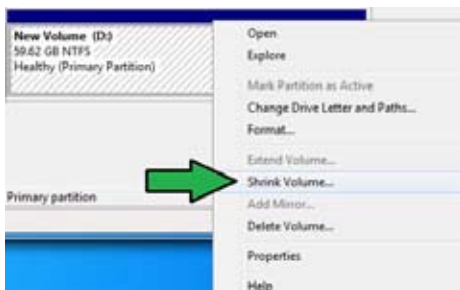 New Volume (D:)
59.62 GB NTFS
Healthy (Primary Partition)
Primary partition
Open
Explore
Mark Partition as Active
Change Drive Letter and Paths...
Format...
Extend Volume...
Shrink Volume...
Add Mirror...
Delete Volume...
Properties
Help